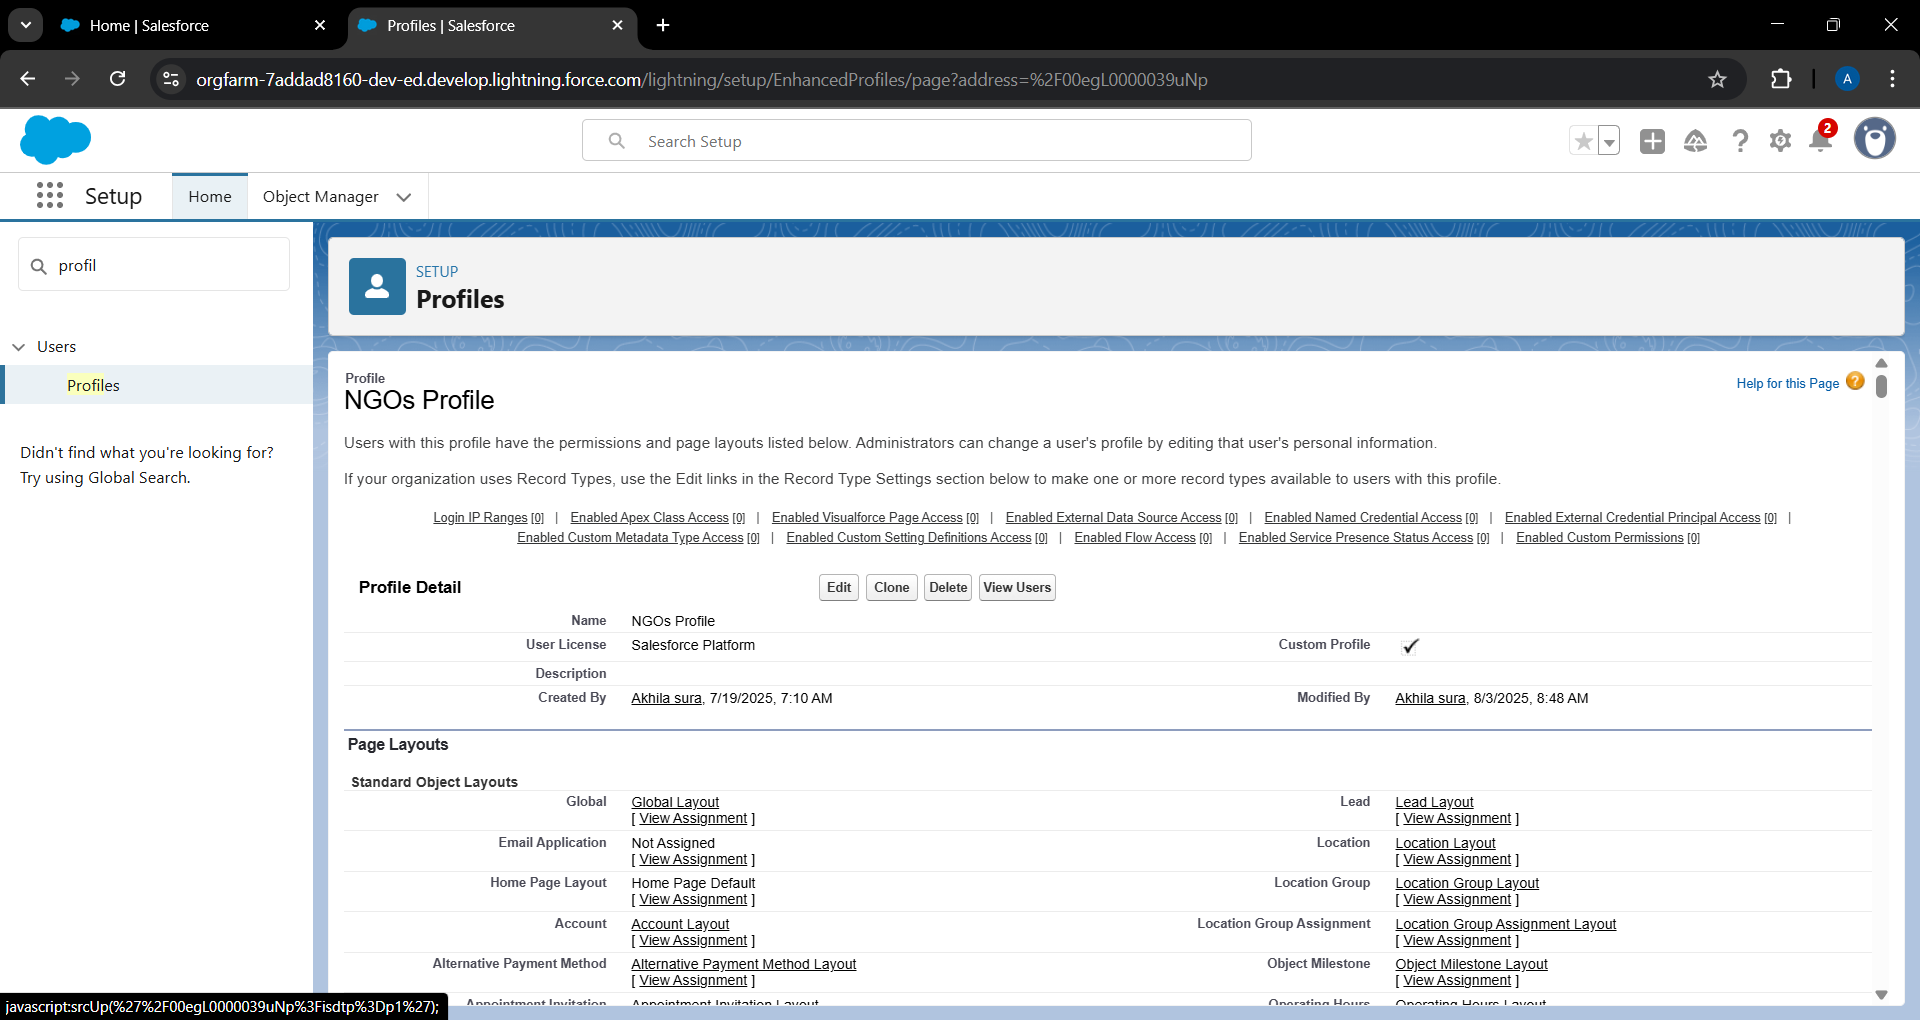 Home | Salesforce
Profiles | Salesforce
orgfarm-7addad8160-dev-ed.develop.lightning.force.com/lightning/setup/EnhancedProfiles/page?address=%2F00egL0000039uNp
A
Search Setup
2
Setup
Home
Object Manager
profil
Users
Profiles
Didn't find what you're looking for?
Try using Global Search.
SETUP
Profiles
Profile
NGOs Profile
Help for this Page ?
Users with this profile have the permissions and page layouts listed below. Administrators can change a user's profile by editing that user's personal information.
If your organization uses Record Types, use the Edit links in the Record Type Settings section below to make one or more record types available to users with this profile.
Login IP Ranges [0] | Enabled Apex Class Access [0] | Enabled Visualforce Page Access [0] | Enabled External Data Source Access [0] | Enabled Named Credential Access [0] | Enabled External Credential Principal Access [0] |
Enabled Custom Metadata Type Access [0] | Enabled Custom Setting Definitions Access [0] | Enabled Flow Access [0] | Enabled Service Presence Status Access [0] | Enabled Custom Permissions [0]
Profile Detail
Edit Clone Delete View Users
Name NGOs Profile
User License Salesforce Platform Custom Profile
Description
Created By Akhila sura, 7/19/2025, 7:10 AM Modified By Akhila sura, 8/3/2025, 8:48 AM
Page Layouts
Standard Object Layouts
Global Global Layout Lead Lead Layout
[ View Assignment ] [ View Assignment ]
Email Application Not Assigned Location Location Layout
[ View Assignment ] [ View Assignment ]
Home Page Layout Home Page Default Location Group Location Group Layout
[ View Assignment ] [ View Assignment ]
Account Account Layout Location Group Assignment Location Group Assignment Layout
[ View Assignment ] [ View Assignment ]
Alternative Payment Method Alternative Payment Method Layout Object Milestone Object Milestone Layout
[ View Assignment ] [ View Assignment ]
Appointment Invitation Appointment Invitation Layout Operating Hours Operating Hours Layout
javascript:srcUp(%27%2F00egL0000039uNp%3Fisdtp%3Dp1%27);